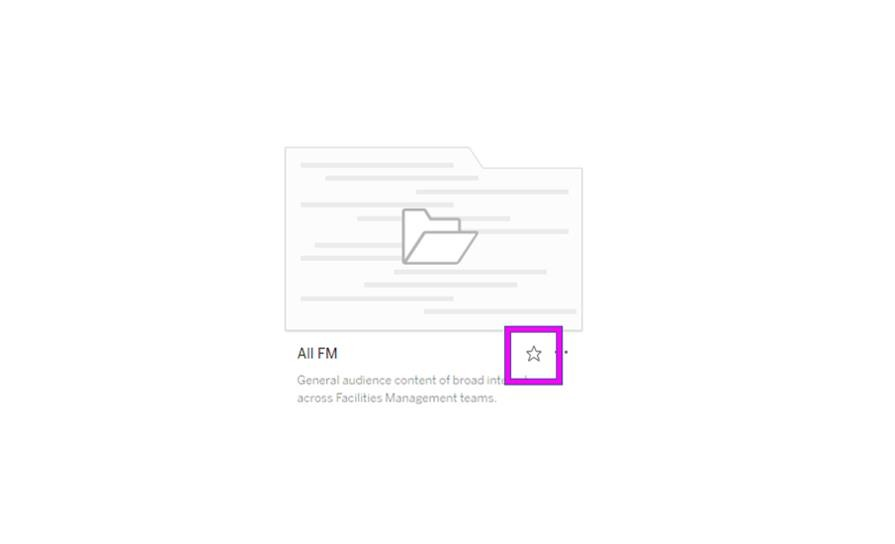 All FM
General audience content of broad
across Facilities Management teams.